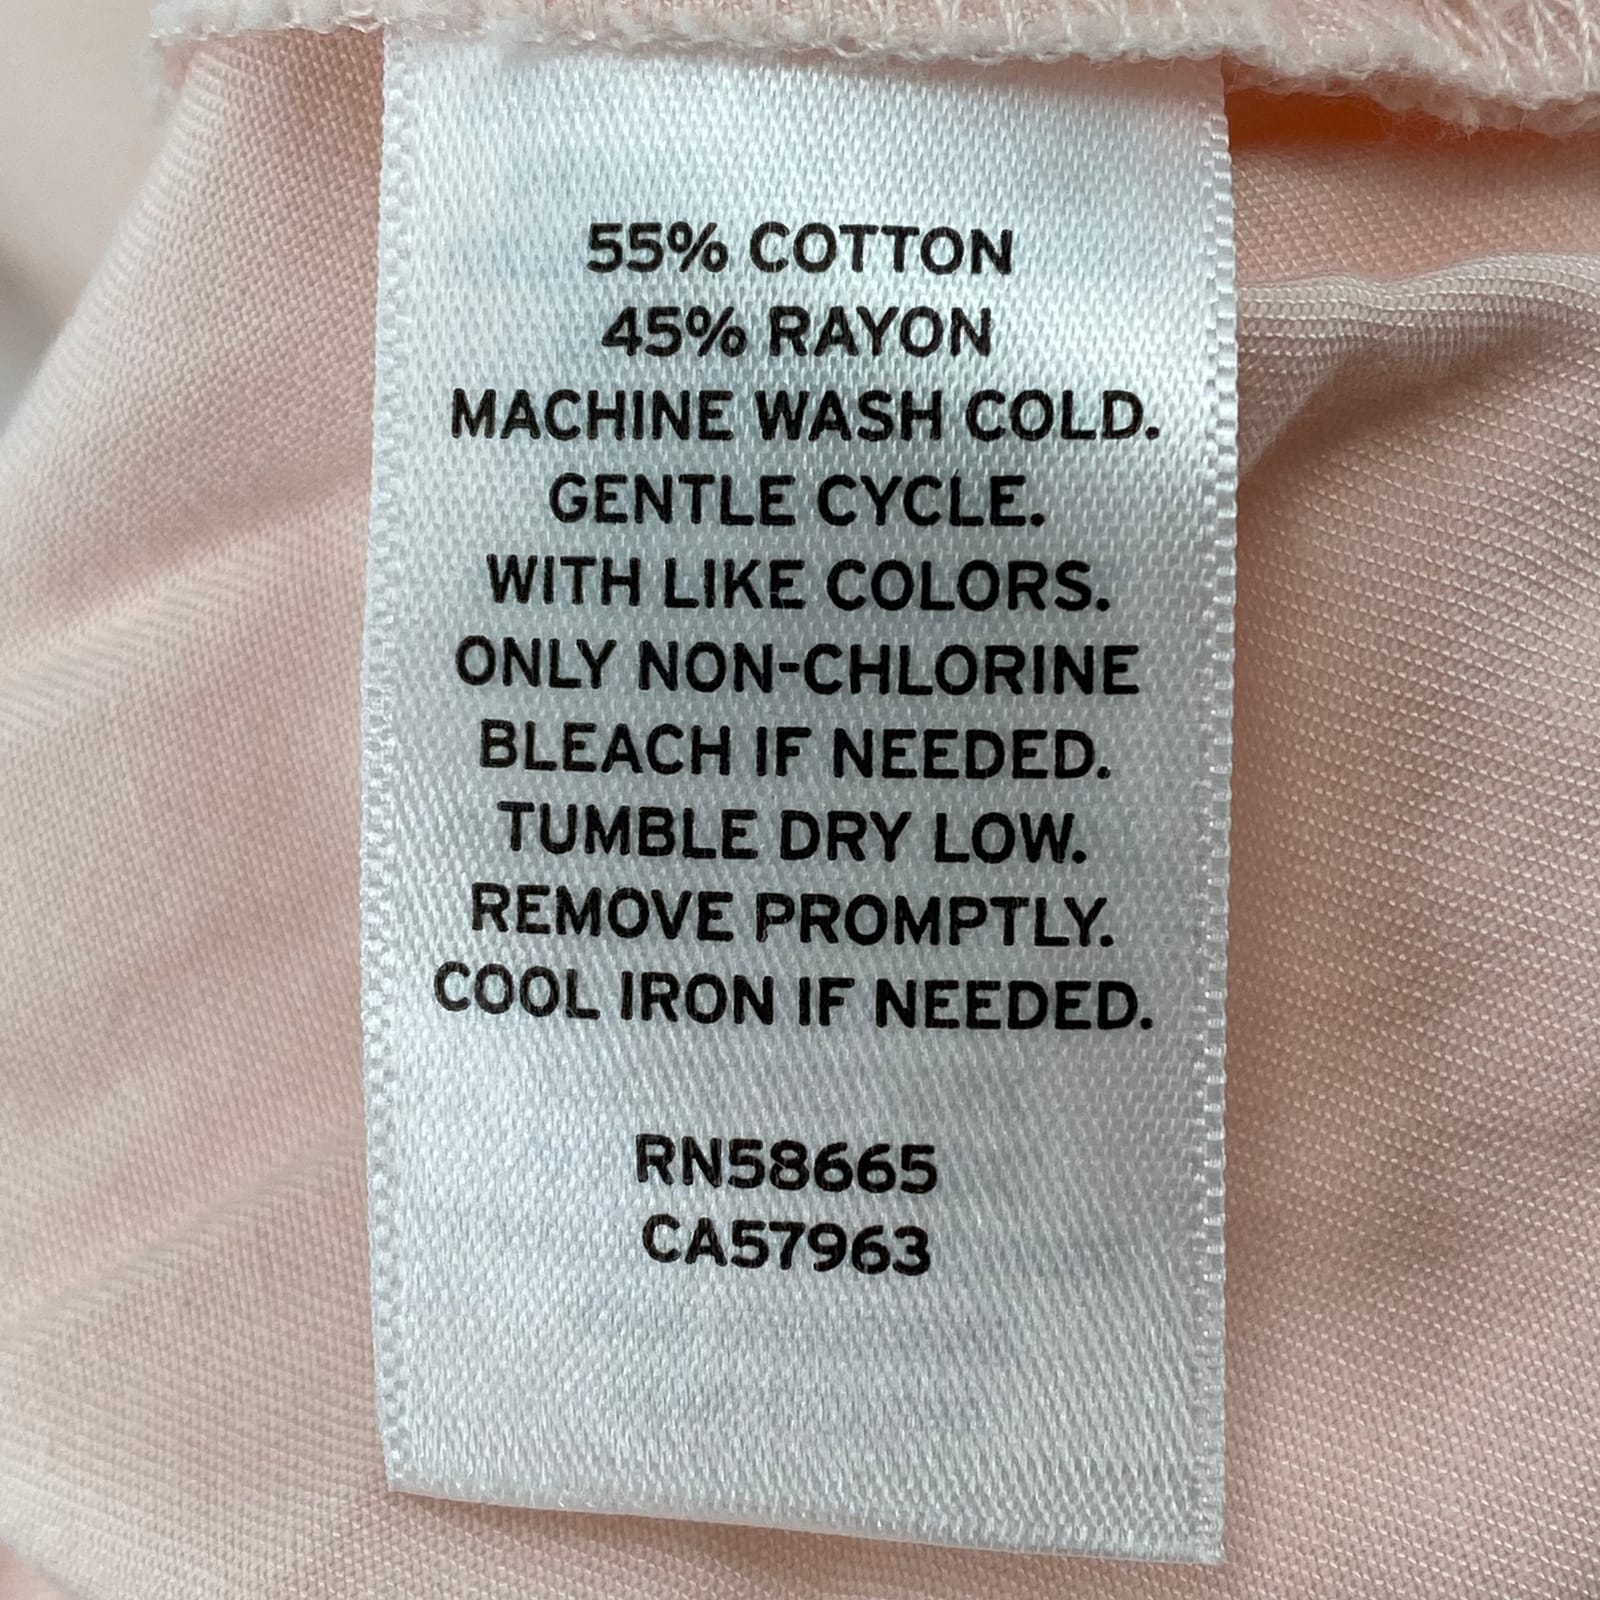 55% COTTON
45% RAYON
MACHINE WASH COLD.
GENTLE CYCLE.
WITH LIKE COLORS.
ONLY NON-CHLORINE
BLEACH IF NEEDED.
TUMBLE DRY LOW.
REMOVE PROMPTLY.
COOL IRON IF NEEDED.
RN58665
CA57963